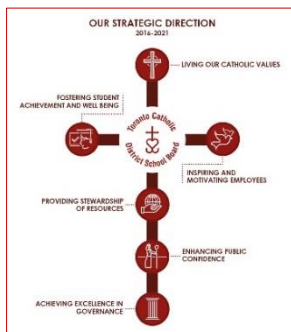 OUR STRATEGIC DIRECTION
2016-2021
LIVING OUR CATHOLIC VALUES
FOSTERING STUDENT
ACHIEVEMENT AND WELL BEING
Toronto Catholic
District School Board
INSPIRING AND
MOTIVATING EMPLOYEES
PROVIDING STEWARDSHIP
OF RESOURCES
ENHANCING PUBLIC
CONFIDENCE
ACHIEVING EXCELLENCE IN
GOVERNANCE